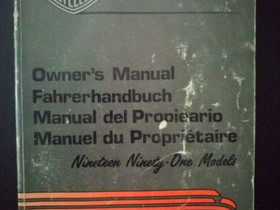 Owner's Manual
Fahrerhandbuch
Manual del Propieario
Manuel du Propriétaire
Nineteen Ninety-One Models